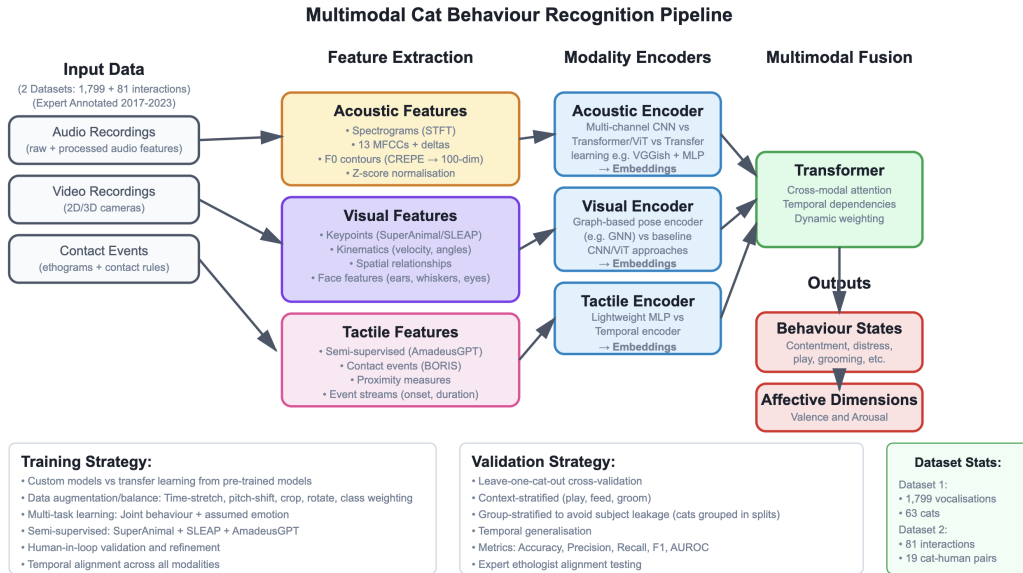 Multimodal Cat Behaviour Recognition Pipeline
Input Data
(2 Datasets: 1,799 + 81 interactions)
(Expert Annotated 2017-2023)
Audio Recordings
(raw + processed audio features)
Video Recordings
(2D/3D cameras)
Contact Events
(ethograms + contact rules)
Feature Extraction
Acoustic Features
• Spectrograms (STFT)
• 13 MFCCs + deltas
• F0 contours (CREPE → 100-dim)
• Z-score normalisation
Visual Features
• Keypoints (SuperAnimal/SLEAP)
• Kinematics (velocity, angles)
• Spatial relationships
• Face features (ears, whiskers, eyes)
Tactile Features
• Semi-supervised (AmadeusGPT)
• Contact events (BORIS)
• Proximity measures
• Event streams (onset, duration)
Modality Encoders
Acoustic Encoder
Multi-channel CNN vs
Transformer/ViT vs Transfer
learning e.g. VGGish + MLP
→ Embeddings
Visual Encoder
Graph-based pose encoder
(e.g. GNN) vs baseline
CNN/ViT approaches
→ Embeddings
Tactile Encoder
Lightweight MLP vs
Temporal encoder
→ Embeddings
Multimodal Fusion
Transformer
Cross-modal attention
Temporal dependencies
Dynamic weighting
Outputs
Behaviour States
Contentment, distress,
play, grooming, etc.
Affective Dimensions
Valence and Arousal
Training Strategy:
• Custom models vs transfer learning from pre-trained models
• Data augmentation/balance: Time-stretch, pitch-shift, crop, rotate, class weighting
• Multi-task learning: Joint behaviour + assumed emotion
• Semi-supervised: SuperAnimal + SLEAP + AmadeusGPT
• Human-in-loop validation and refinement
• Temporal alignment across all modalities
Validation Strategy:
• Leave-one-cat-out cross-validation
• Context-stratified (play, feed, groom)
• Group-stratified to avoid subject leakage (cats grouped in splits)
• Temporal generalisation
• Metrics: Accuracy, Precision, Recall, F1, AUROC
• Expert ethologist alignment testing
Dataset Stats:
Dataset 1:
• 1,799 vocalisations
• 63 cats
Dataset 2:
• 81 interactions
• 19 cat-human pairs